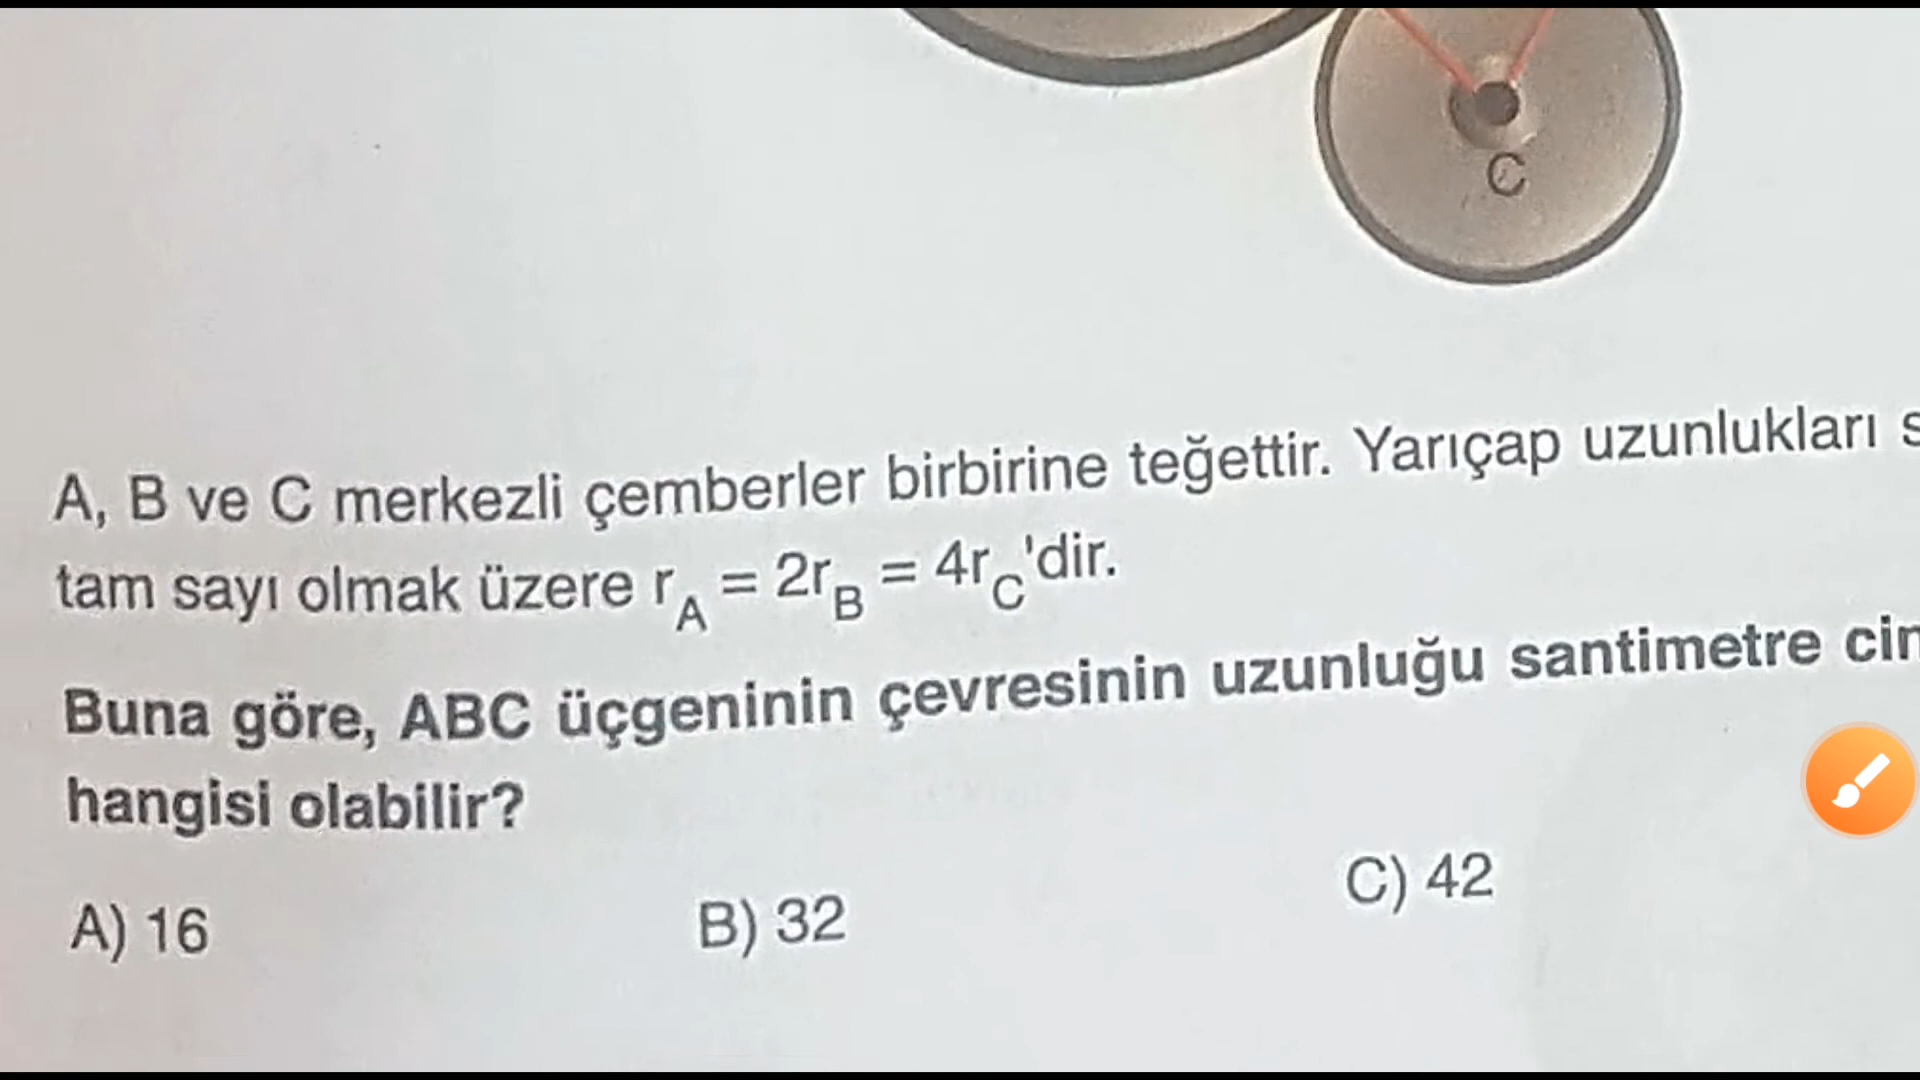 C
A, B ve C merkezli çemberler birbirine teğettir. Yarıçap uzunlukları
tam sayı olmak üzere r_A = 2r_B = 4r_C'dir.
Buna göre, ABC üçgeninin çevresinin uzunluğu santimetre
hangisi olabilir?
A) 16 B) 32 C) 42